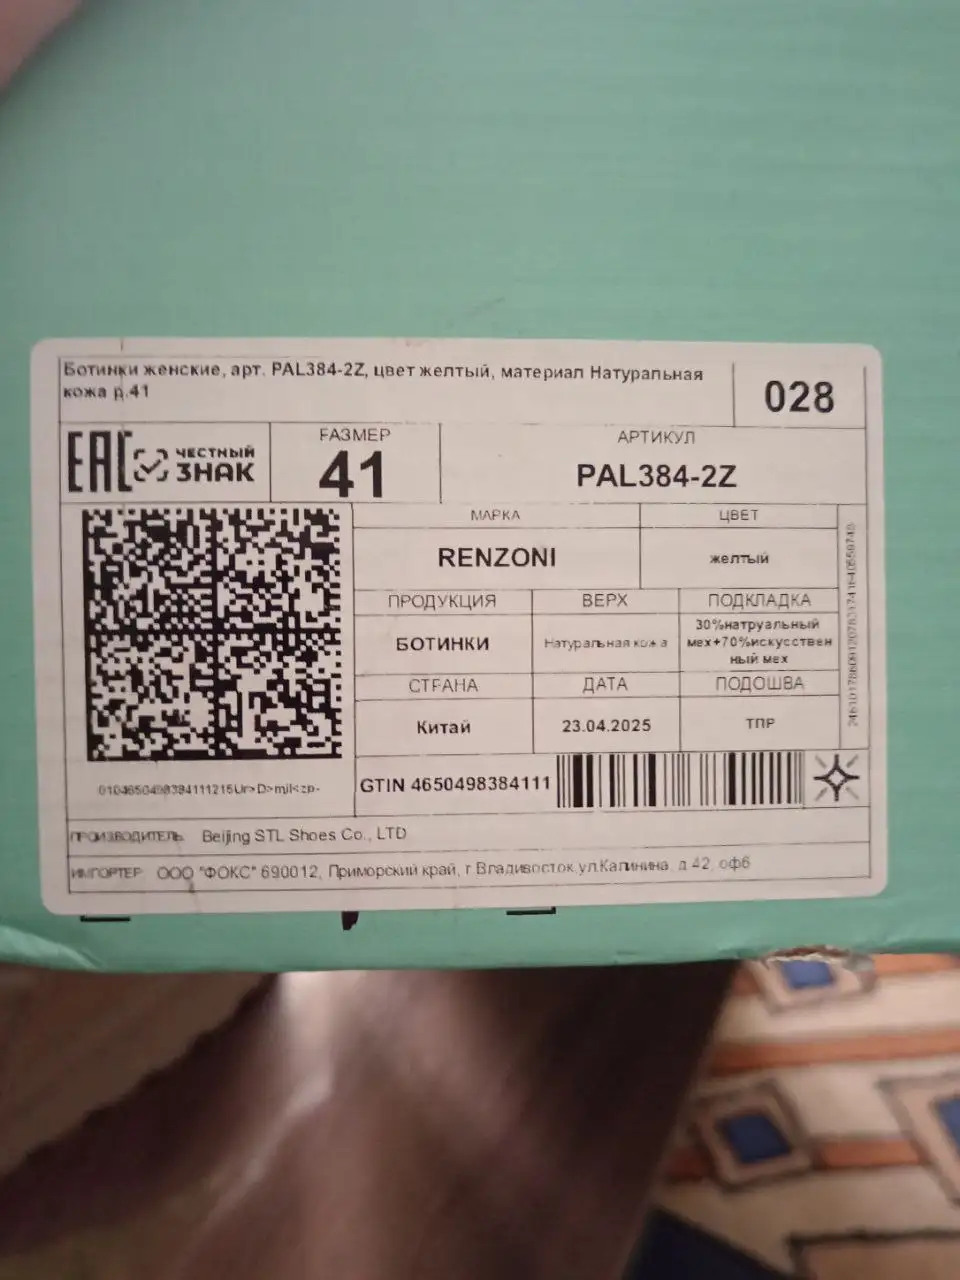 Ботинки женские, арт. PAL384-2Z, цвет желтый, материал Натуральная
кожа р.41
028
EAC
ЧЕСТНЫЙ
ЗНАК
РАЗМЕР
41
АРТИКУЛ
PAL384-2Z
МАРКА
RENZONI
ЦВЕТ
желтый
ПРОДУКЦИЯ
БОТИНКИ
ВЕРХ
Натуральная кожа
ПОДКЛАДКА
30%натруальный
мех+70%искусствен
ный мех
СТРАНА
Китай
ДАТА
23.04.2025
ПОДОШВА
ТПР
GTIN 4650498384111
0104650498384111215Ur>D>mil<zp-
ПРОИЗВОДИТЕЛЬ Beijing STL Shoes Co., LTD
ИМПОРТЕР ООО "ФОКС" 690012, Приморский край, г Владивосток ул.Калинина, д 42, оф6